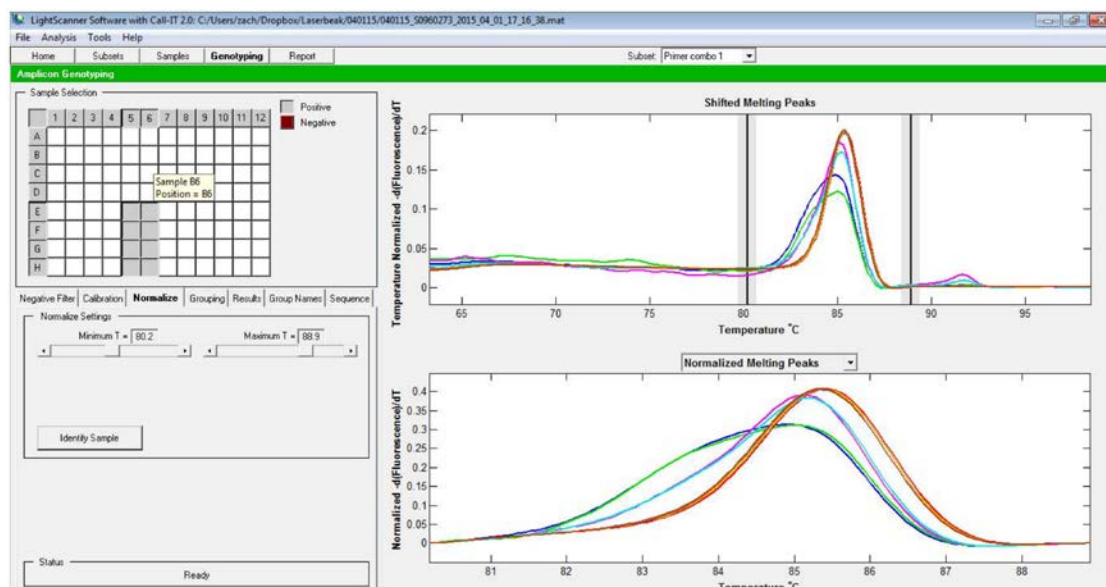 LightScanner Software with Call-IT 2.0: C:/Users/zach/Dropbox/Laserbeak/040115/040115_S0960273_2015_04_01_17_16_38.mat
File Analysis Tools Help
Home Subsets Samples Genotyping Report Subset: Primer combo 1
Amplicon Genotyping
Sample Selection
1 2 3 4 5 6 7 8 9 10 11 12
A
B
C
D
E
F
G
H
Positive
Negative
Sample B6
Position = B6
Negative Filter Calibration Normalize Grouping Results Group Names Sequence
Normalize Settings
Minimum T = 80.2 Maximum T = 88.9
Identify Sample
Status
Ready
Shifted Melting Peaks
Temperature Normalized -d(Fluorescence)/dT
0.2
0.15
0.1
0.05
0
65 70 75 80 85 90 95
Temperature °C
Normalized Melting Peaks
Normalized -d(Fluorescence)/dT
0.4
0.35
0.3
0.25
0.2
0.15
0.1
0.05
0
81 82 83 84 85 86 87 88
Temperature °C